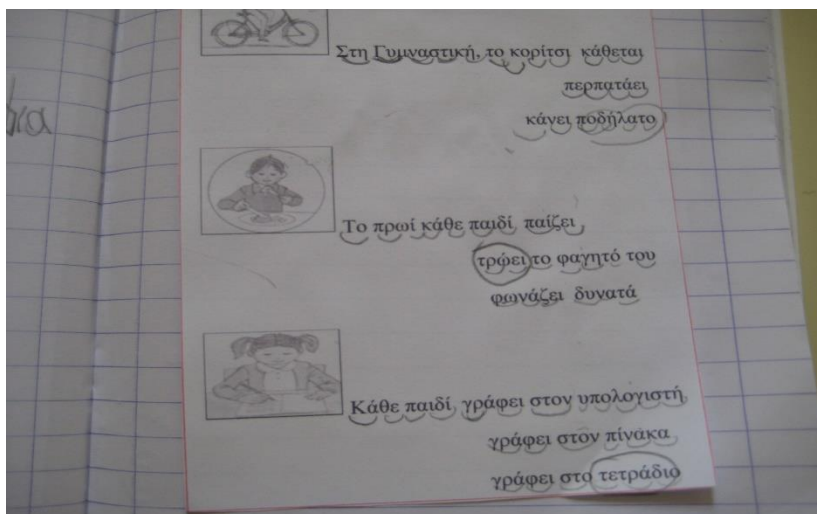 Στη Γυμναστική, το κορίτσι κάθεται
περπατάει
κάνει ποδήλατο
δια
Το πρωί κάθε παιδί παίζει
τρώει το φαγητό του
φωνάζει δυνατά
Κάθε παιδί γράφει στον υπολογιστή
γράφει στον πίνακα
γράφει στο τετράδιο